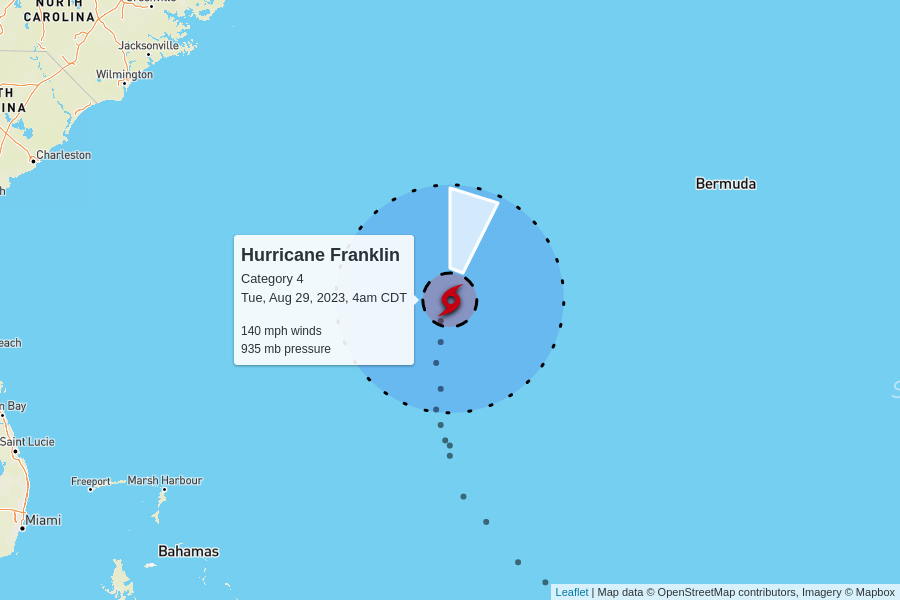 NORTH
CAROLINA
Greenville
Jacksonville
Wilmington
TH
INA
Charleston
h
Bermuda
Hurricane Franklin
Category 4
Tue, Aug 29, 2023, 4am CDT
140 mph winds
935 mb pressure
each
S
m Bay
Saint Lucie
Freeport
Marsh Harbour
Miami
Bahamas
Leaflet | Map data © OpenStreetMap contributors, Imagery © Mapbox